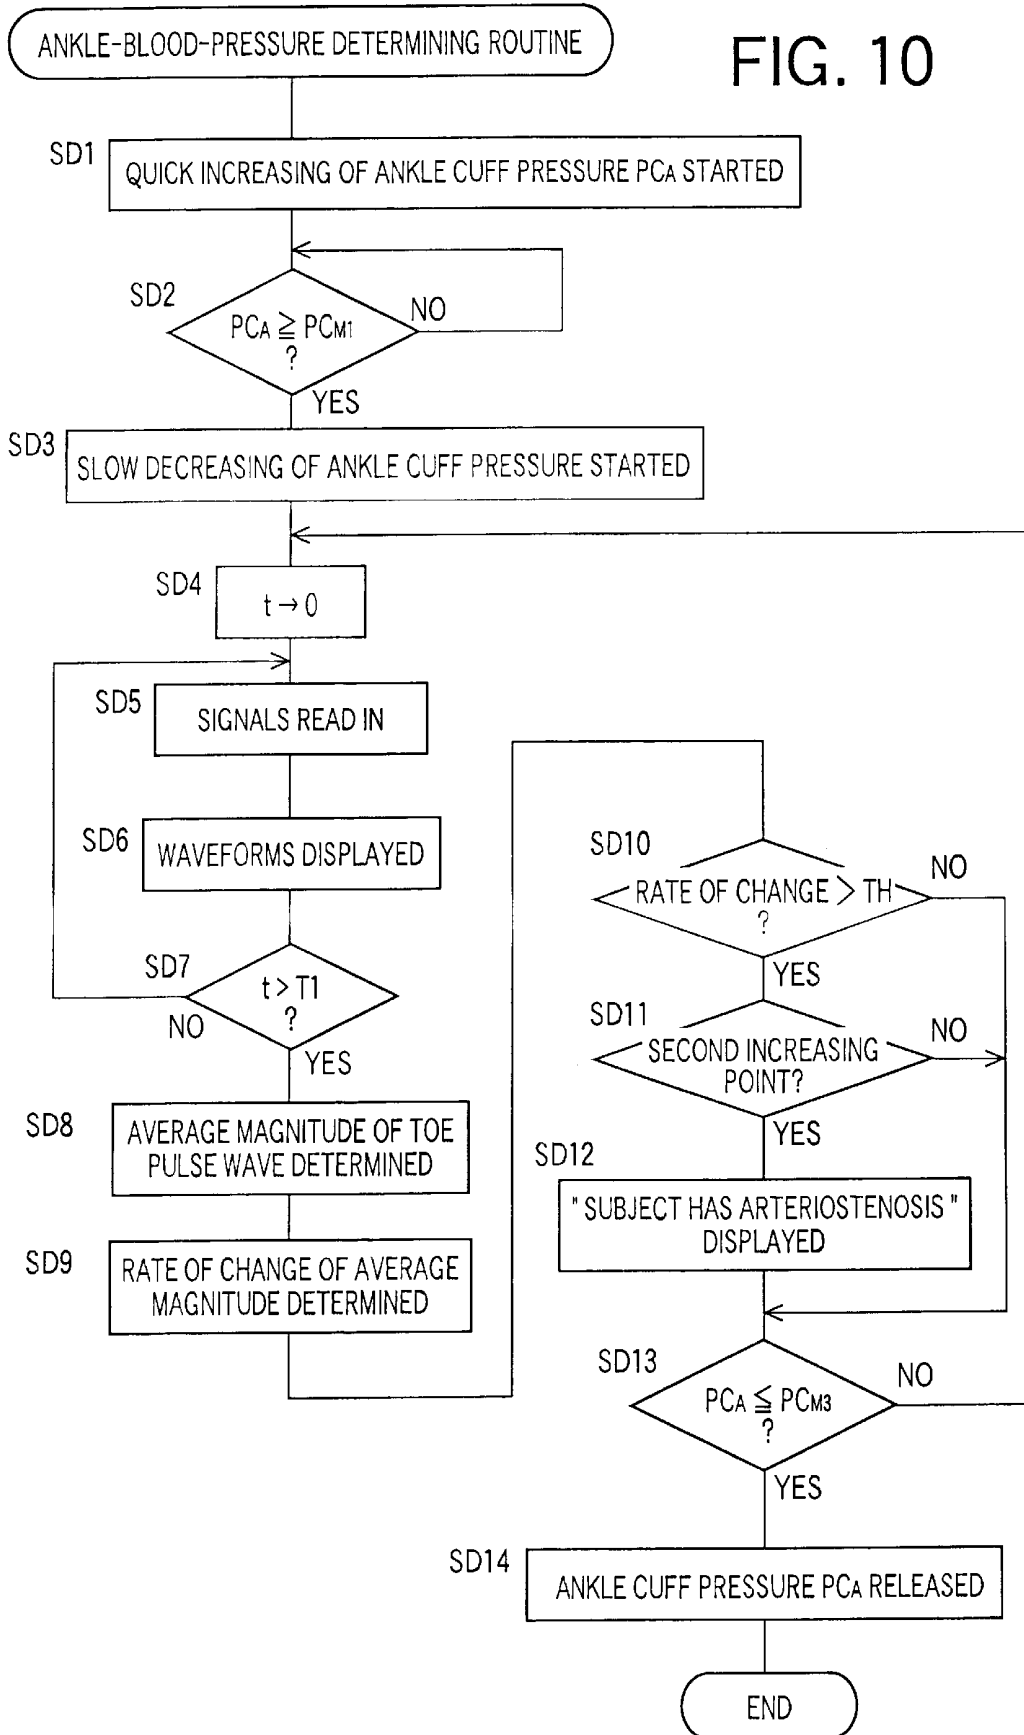 ANKLE-BLOOD-PRESSURE DETERMINING ROUTINE
FIG. 10
SD1
QUICK INCREASING OF ANKLE CUFF PRESSURE PCA STARTED
SD2
PCA ≧ PCM1
?
NO
YES
SD3
SLOW DECREASING OF ANKLE CUFF PRESSURE STARTED
SD4
t → 0
SD5
SIGNALS READ IN
SD6
WAVEFORMS DISPLAYED
SD7
t > T1
?
NO
YES
SD8
AVERAGE MAGNITUDE OF TOE
PULSE WAVE DETERMINED
SD9
RATE OF CHANGE OF AVERAGE
MAGNITUDE DETERMINED
SD10
RATE OF CHANGE > TH
?
NO
YES
SD11
SECOND INCREASING
POINT?
NO
YES
SD12
" SUBJECT HAS ARTERIOSTENOSIS "
DISPLAYED
SD13
PCA ≦ PCM3
?
NO
YES
SD14
ANKLE CUFF PRESSURE PCA RELEASED
END